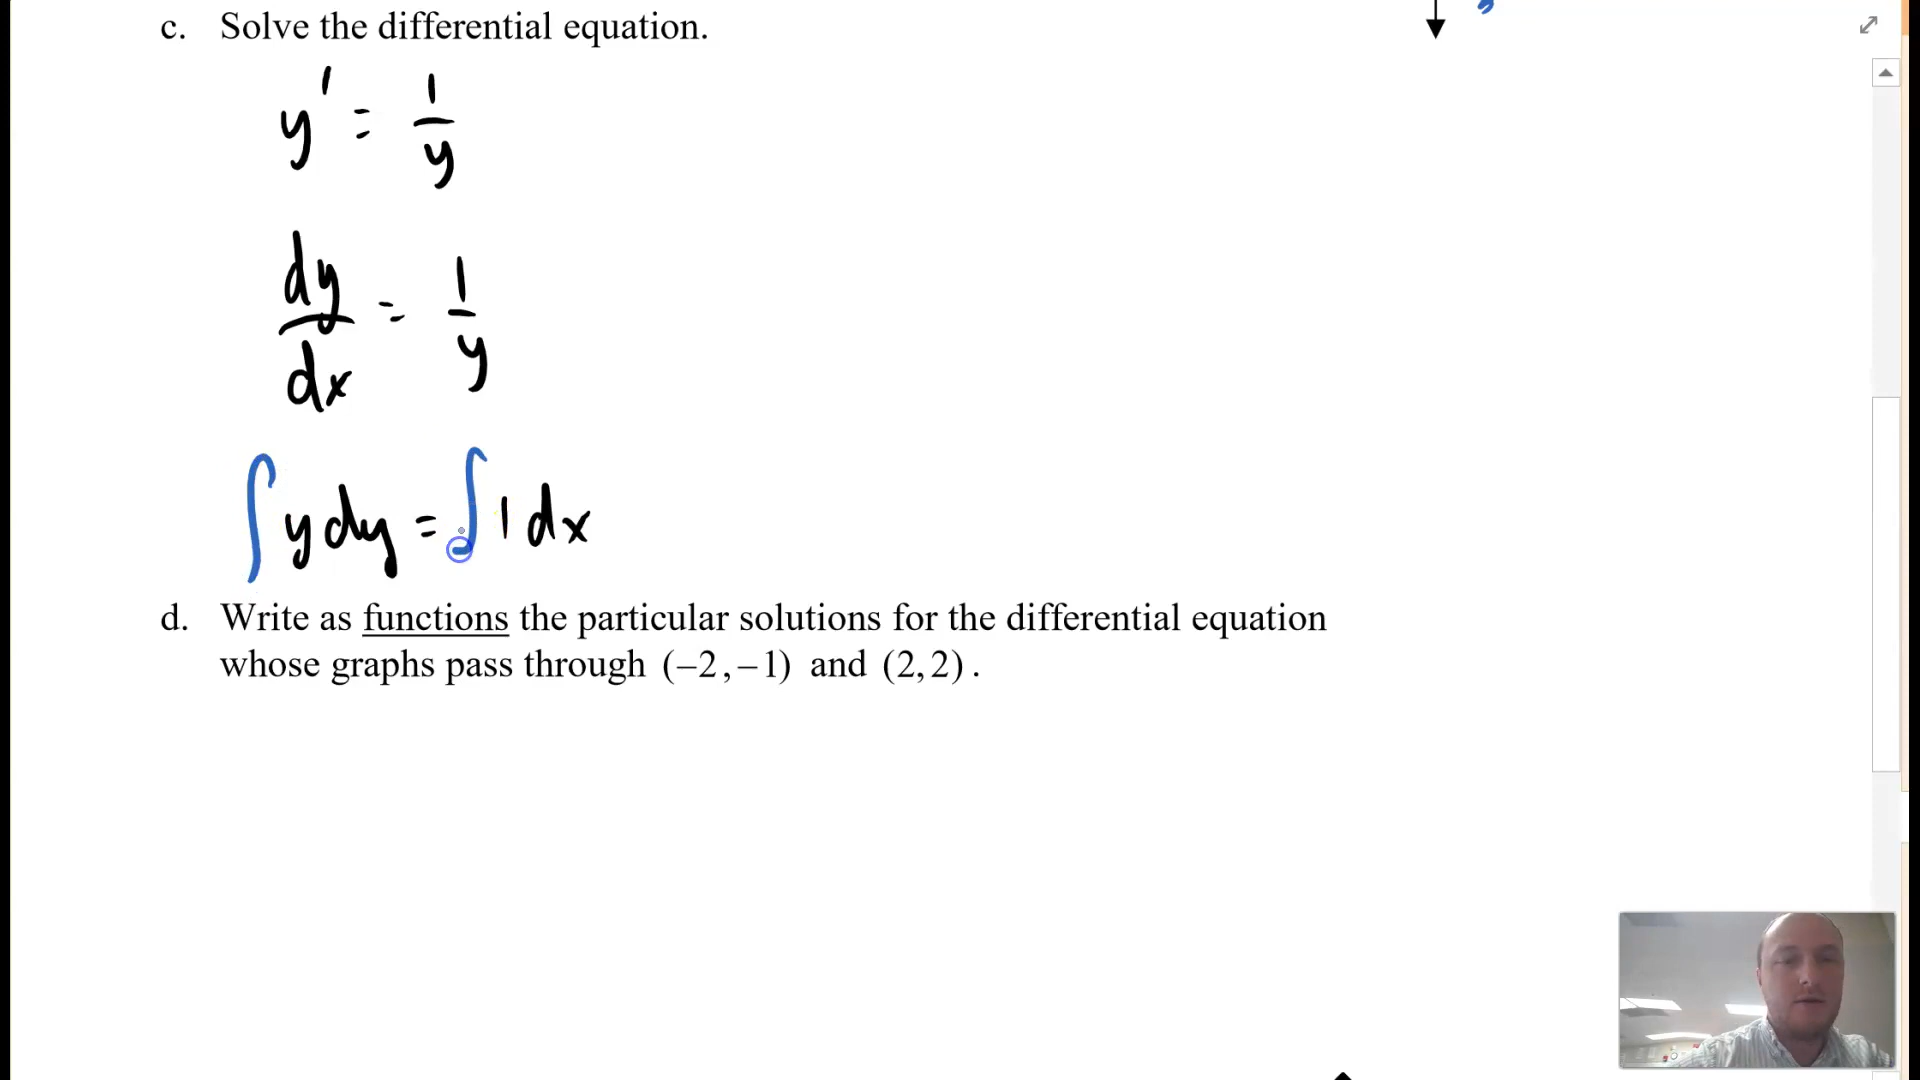 c. Solve the differential equation.
y' = 1/y
dy/dx = 1/y
∫ y dy = ∫ 1 dx
d. Write as functions the particular solutions for the differential equation
whose graphs pass through (−2,−1) and (2,2).